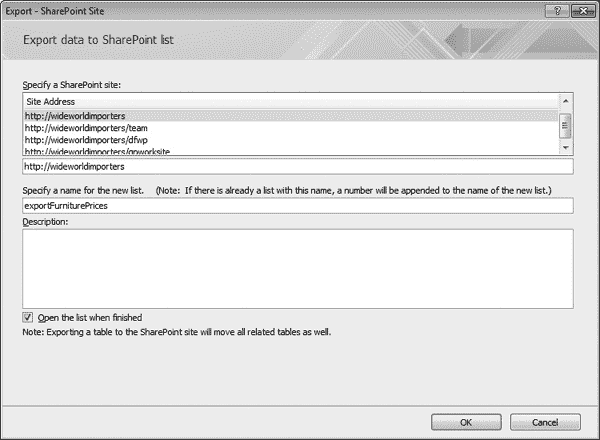 Export - SharePoint Site
Export data to SharePoint list
Specify a SharePoint site:
Site Address
http://wideworldimporters
http://wideworldimporters/team
http://wideworldimporters/dfwp
http://wideworldimporters/gpworksite
http://wideworldimporters
Specify a name for the new list. (Note: If there is already a list with this name, a number will be appended to the name of the new list.)
exportFurniturePrices
Description:
Open the list when finished
Note: Exporting a table to the SharePoint site will move all related tables as well.
OK Cancel